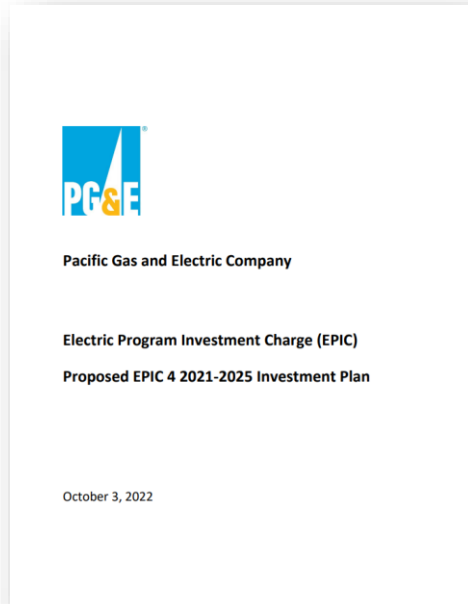 PG&E
Pacific Gas and Electric Company
Electric Program Investment Charge (EPIC)
Proposed EPIC 4 2021-2025 Investment Plan
October 3, 2022